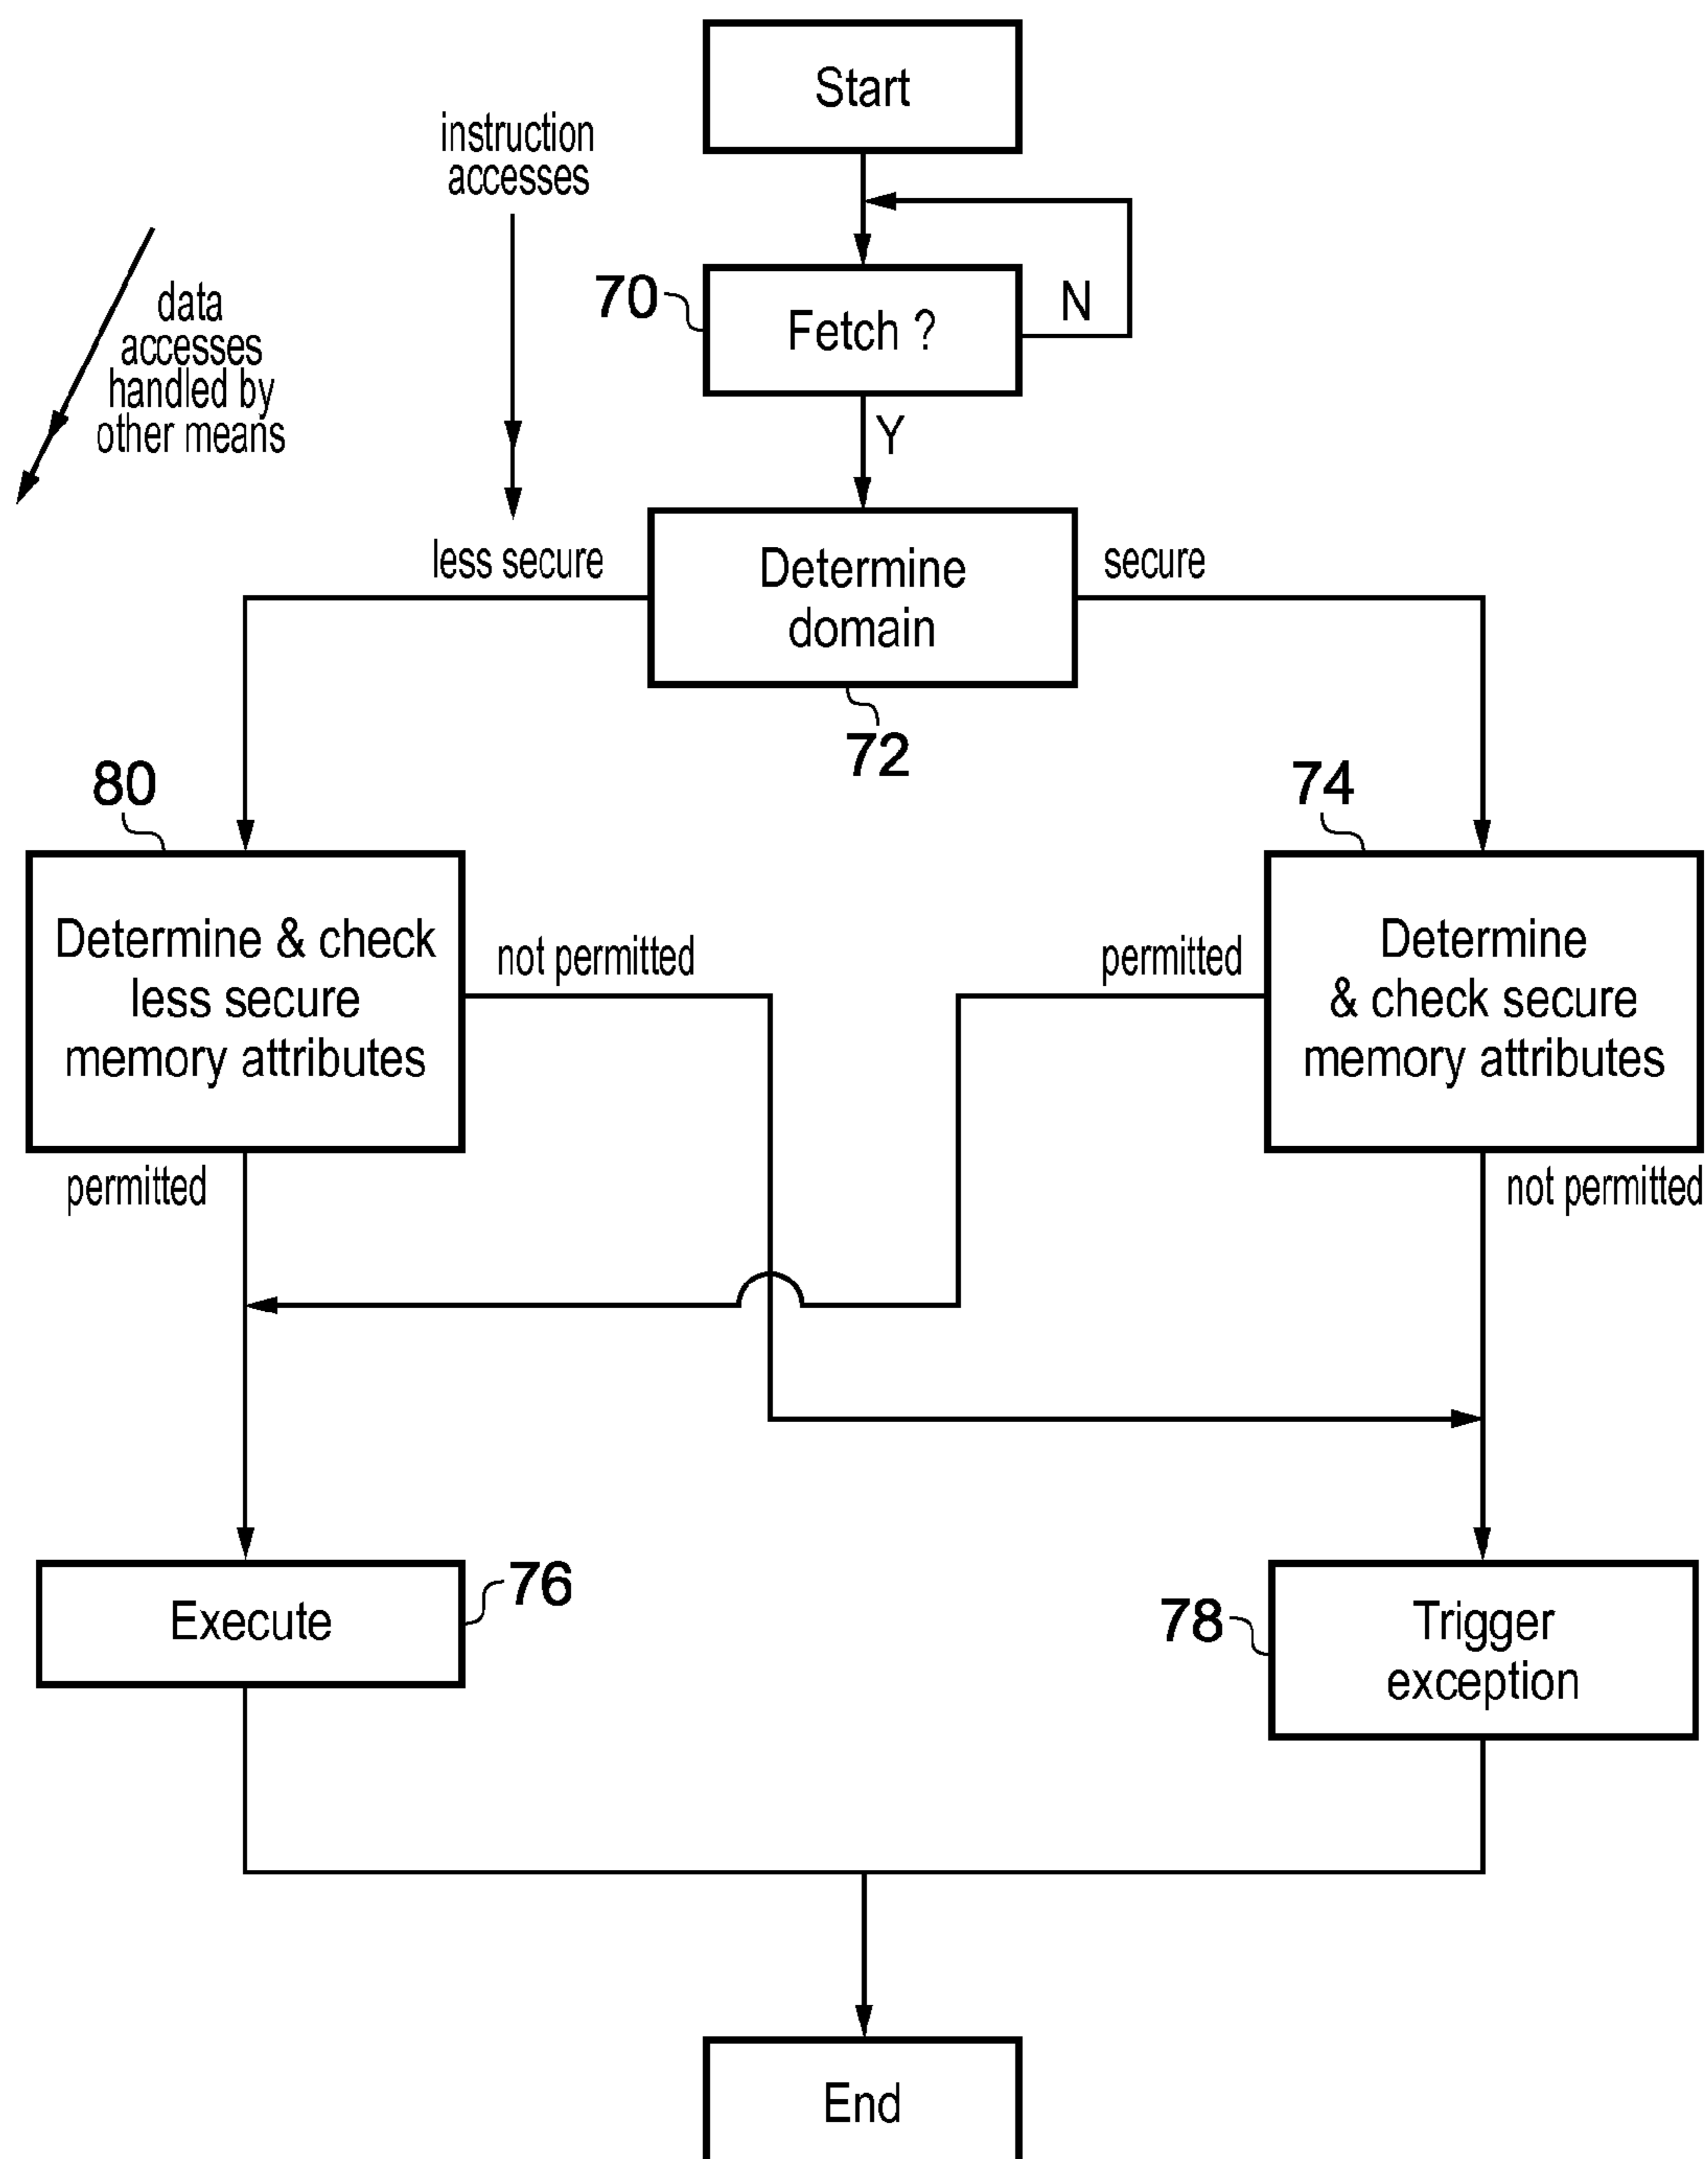 Start
instruction
accesses
data
accesses
handled by
other means
70
Fetch ?
N
Y
less secure
Determine
domain
secure
72
80
74
Determine & check
less secure
memory attributes
not permitted
permitted
Determine
& check secure
memory attributes
permitted
not permitted
Execute
76
78
Trigger
exception
End